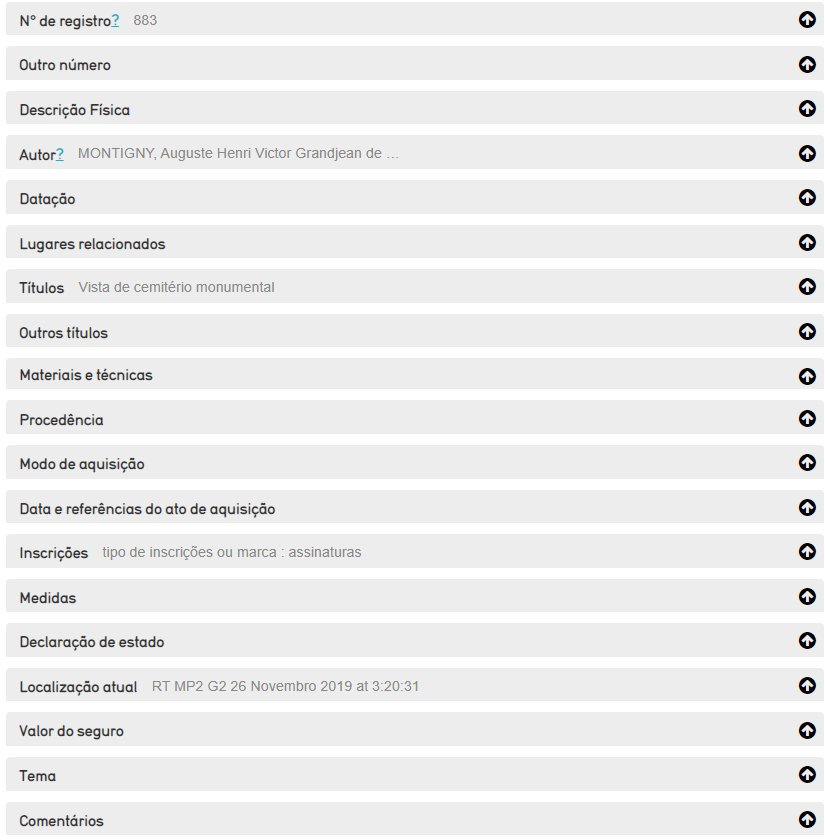 Nº de registro? 883
Outro número
Descrição Física
Autor? MONTIGNY, Auguste Henri Victor Grandjean de ...
Datação
Lugares relacionados
Títulos Vista de cemitério monumental
Outros títulos
Materiais e técnicas
Procedência
Modo de aquisição
Data e referências do ato de aquisição
Inscrições tipo de inscrições ou marca : assinaturas
Medidas
Declaração de estado
Localização atual RT MP2 G2 26 Novembro 2019 at 3:20:31
Valor do seguro
Tema
Comentários